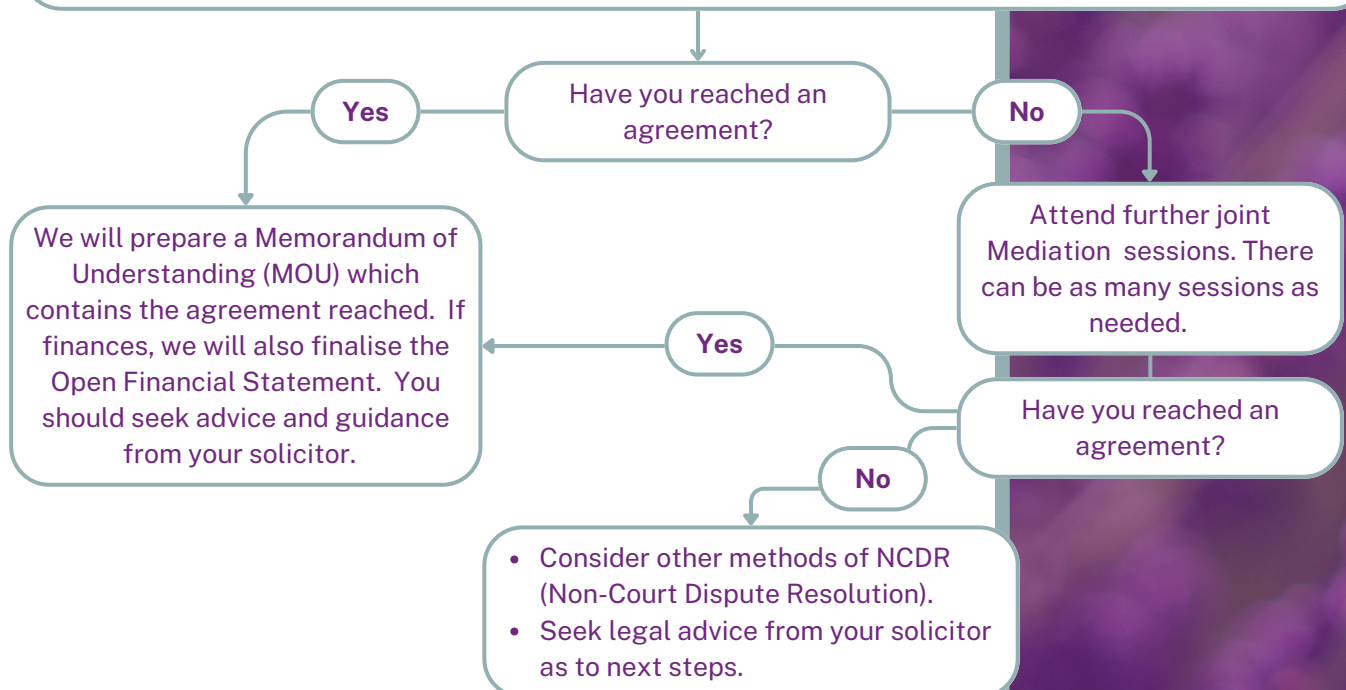 Have you reached an
agreement?
Yes
No
We will prepare a Memorandum of
Understanding (MOU) which
contains the agreement reached.  If
finances, we will also finalise the
Open Financial Statement.  You
should seek advice and guidance
from your solicitor.
Attend further joint
Mediation  sessions. There
can be as many sessions as
needed.
Have you reached an
agreement?
Yes
No
• Consider other methods of NCDR
(Non-Court Dispute Resolution).
• Seek legal advice from your solicitor
as to next steps.